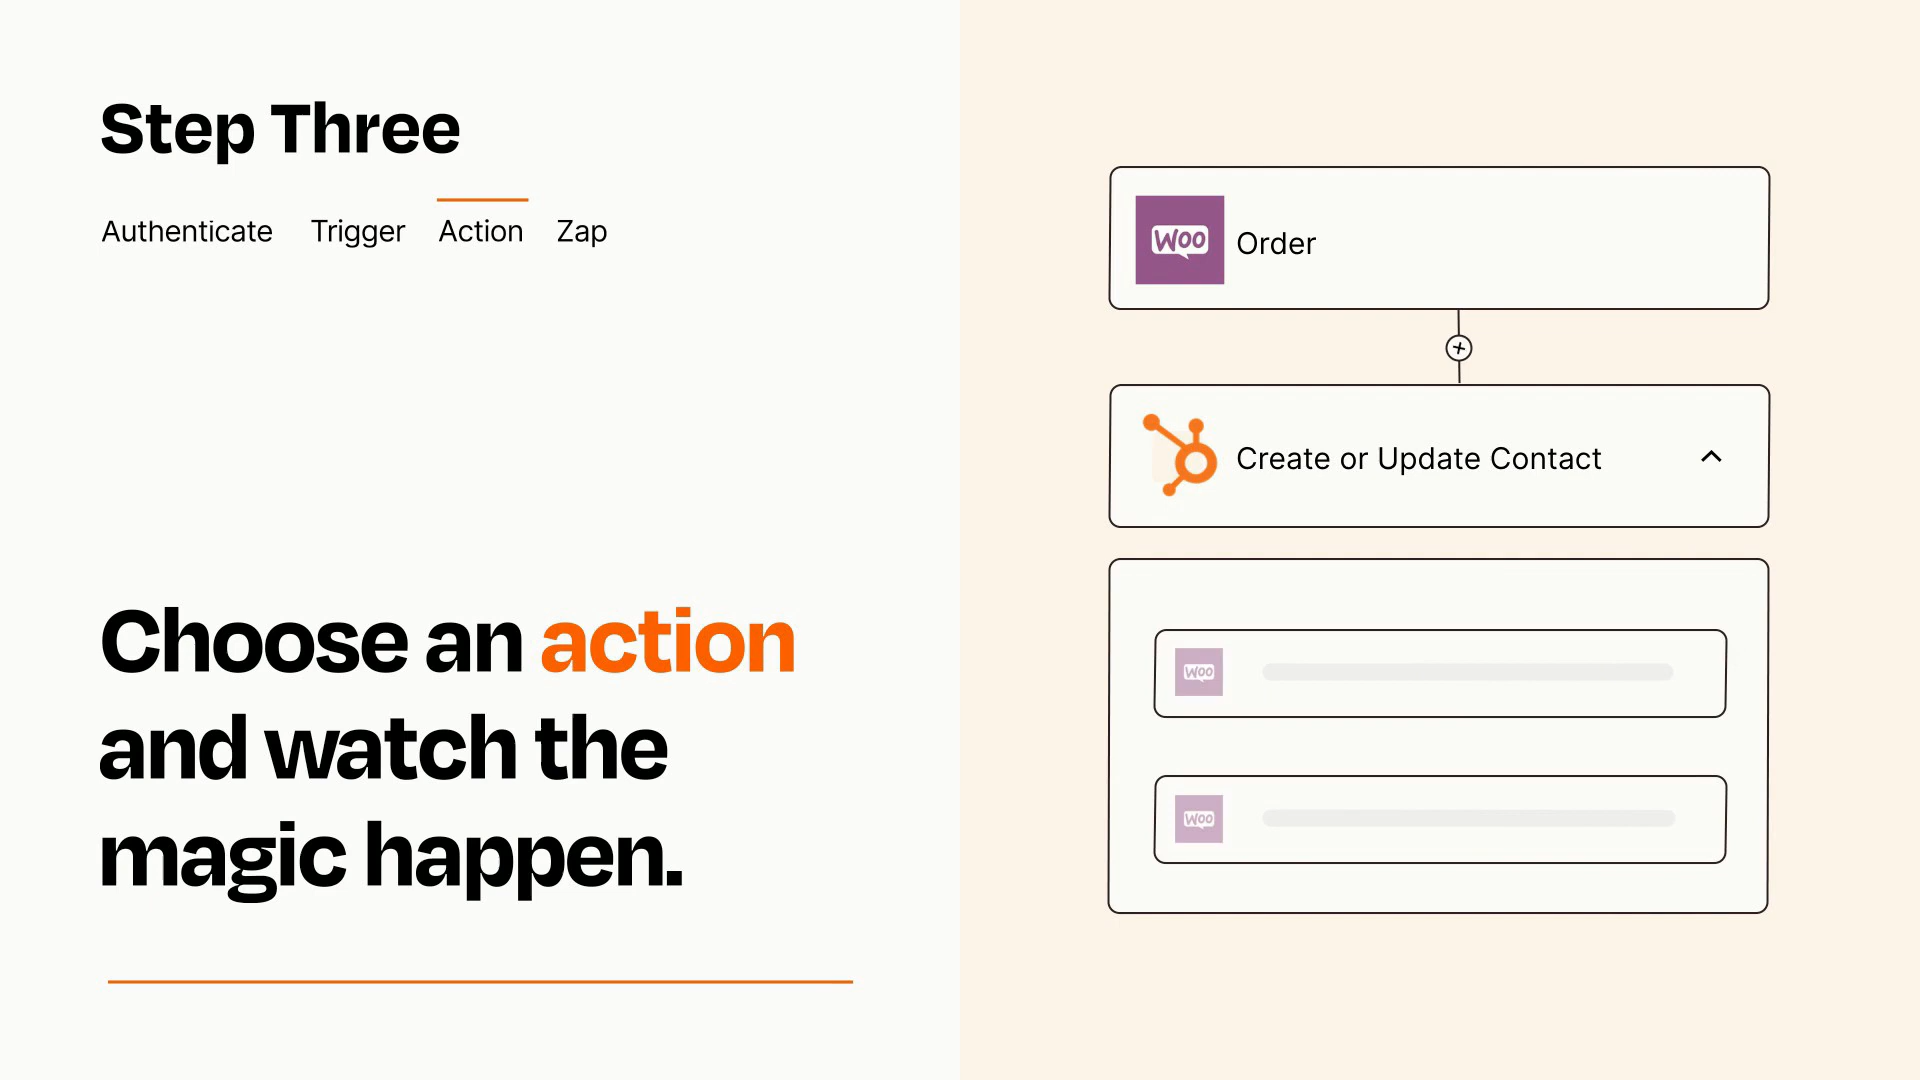 Step Three
Authenticate Trigger Action Zap
Choose an action
and watch the
magic happen.
Woo Order
Create or Update Contact
Woo
Woo